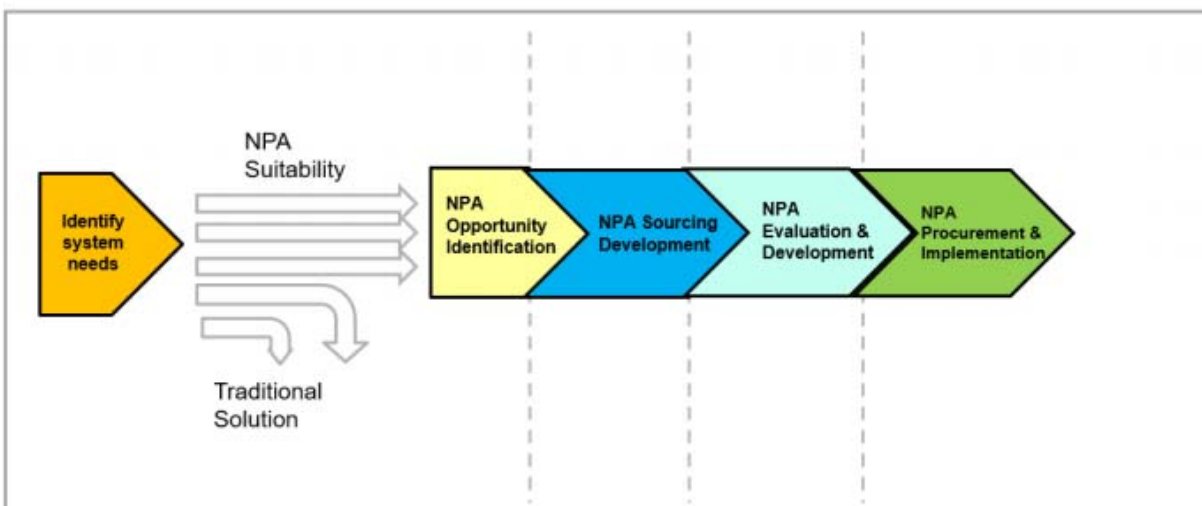 NPA
Suitability
Identify
system
needs
NPA
Opportunity
Identification
NPA Sourcing
Development
NPA
Evaluation &
Development
NPA
Procurement &
Implementation
Traditional
Solution